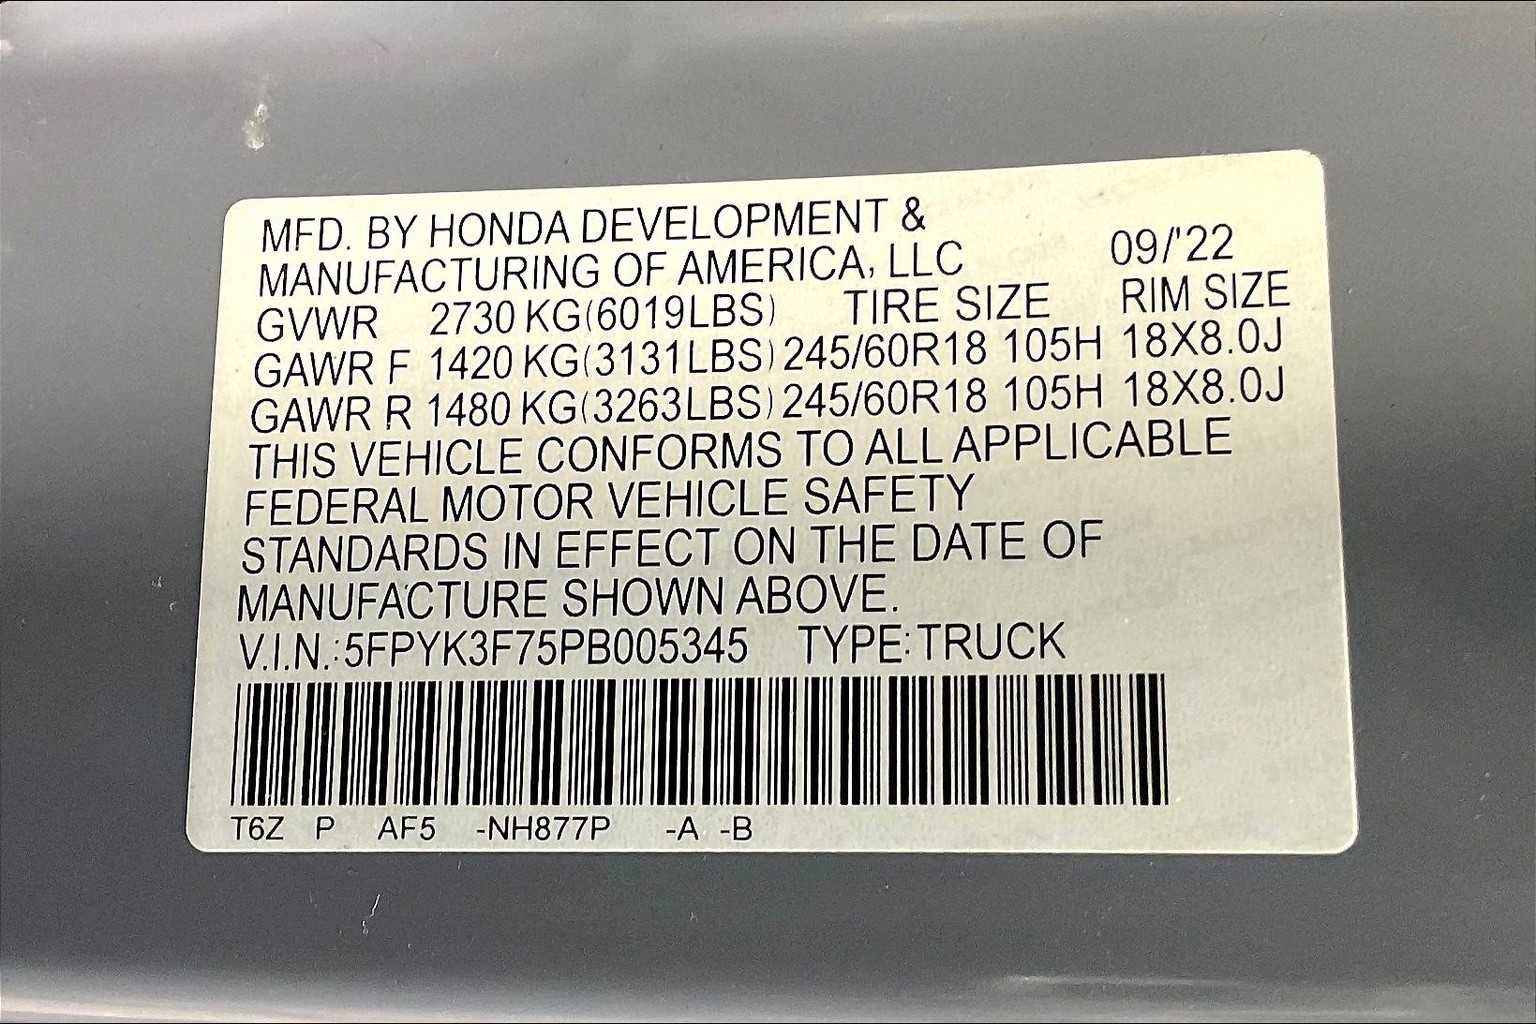 MFD. BY HONDA DEVELOPMENT &
MANUFACTURING OF AMERICA, LLC 09/'22
GVWR 2730 KG(6019LBS) TIRE SIZE RIM SIZE
GAWR F 1420 KG(3131LBS) 245/60R18 105H 18X8.0J
GAWR R 1480 KG(3263LBS) 245/60R18 105H 18X8.0J
THIS VEHICLE CONFORMS TO ALL APPLICABLE
FEDERAL MOTOR VEHICLE SAFETY
STANDARDS IN EFFECT ON THE DATE OF
MANUFACTURE SHOWN ABOVE.
V.I.N.:5FPYK3F75PB005345 TYPE:TRUCK
T6Z P AF5 -NH877P -A -B